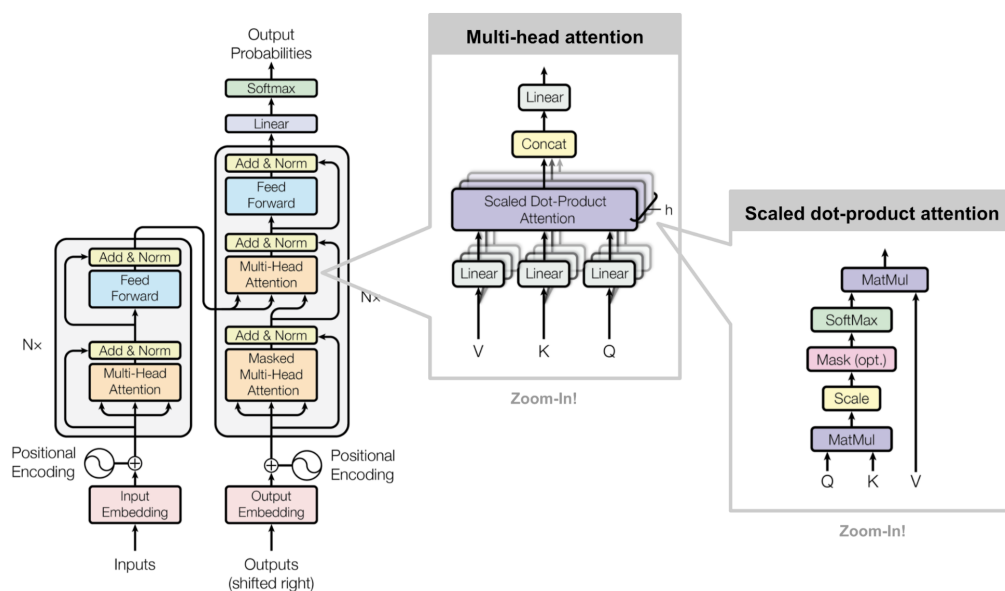 Output
Probabilities
Softmax
Linear
Add & Norm
Feed
Forward
Add & Norm
Multi-Head
Attention
Add & Norm
Masked
Multi-Head
Attention
N×
Positional
Encoding
Output
Embedding
Outputs
(shifted right)
Add & Norm
Feed
Forward
Add & Norm
Multi-Head
Attention
N×
Positional
Encoding
Input
Embedding
Inputs
Multi-head attention
Linear
Concat
Scaled Dot-Product
Attention
h
Linear
Linear
Linear
V
K
Q
Zoom-In!
Scaled dot-product attention
MatMul
SoftMax
Mask (opt.)
Scale
MatMul
Q
K
V
Zoom-In!